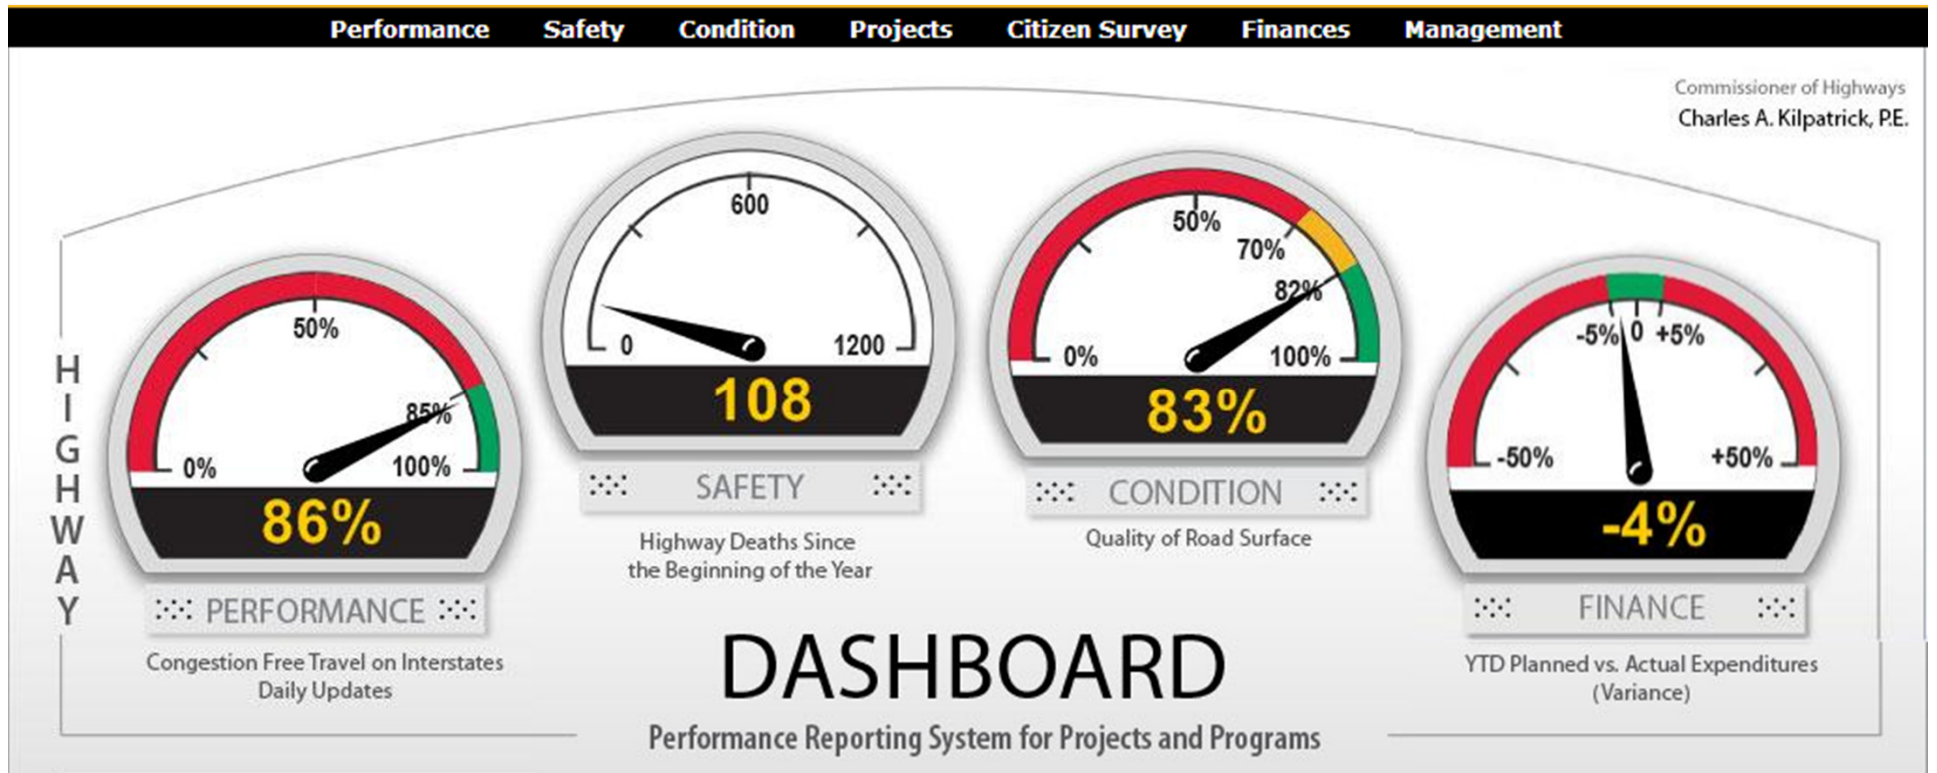 Performance Safety Condition Projects Citizen Survey Finances Management
Commissioner of Highways
Charles A. Kilpatrick, P.E.
HIGHWAY
50%
85%
0%
100%
86%
PERFORMANCE
Congestion Free Travel on Interstates
Daily Updates
600
0
1200
108
SAFETY
Highway Deaths Since
the Beginning of the Year
50%
70%
82%
0%
100%
83%
CONDITION
Quality of Road Surface
-5% 0 +5%
-50%
+50%
-4%
FINANCE
YTD Planned vs. Actual Expenditures
(Variance)
DASHBOARD
Performance Reporting System for Projects and Programs